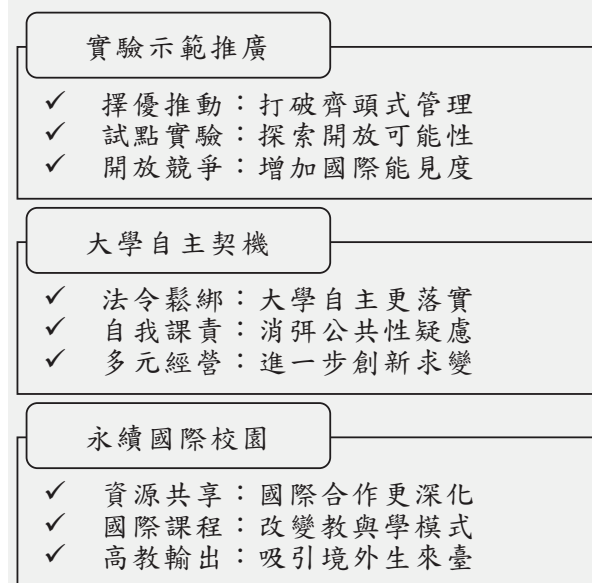 實驗示範推廣
✓ 擇優推動：打破齊頭式管理
✓ 試點實驗：探索開放可能性
✓ 開放競爭：增加國際能見度
大學自主契機
✓ 法令鬆綁：大學自主更落實
✓ 自我課責：消弭公共性疑慮
✓ 多元經營：進一步創新求變
永續國際校園
✓ 資源共享：國際合作更深化
✓ 國際課程：改變教與學模式
✓ 高教輸出：吸引境外生來臺